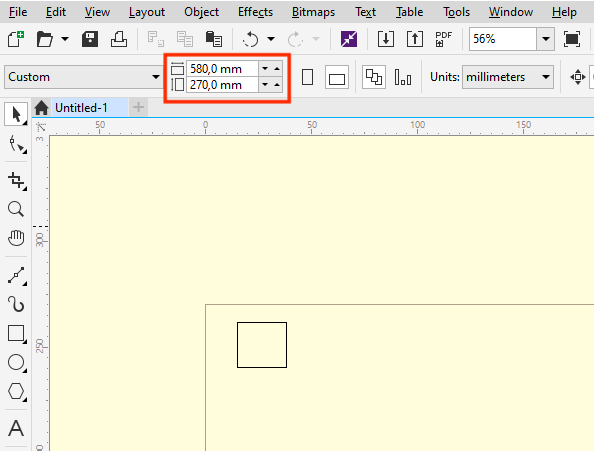 File Edit View Layout Object Effects Bitmaps Text Table Tools Window Help
PDF 56%
Custom 580,0 mm Units: millimeters
270,0 mm
Untitled-1
50 0 50 100 150
300
250
A